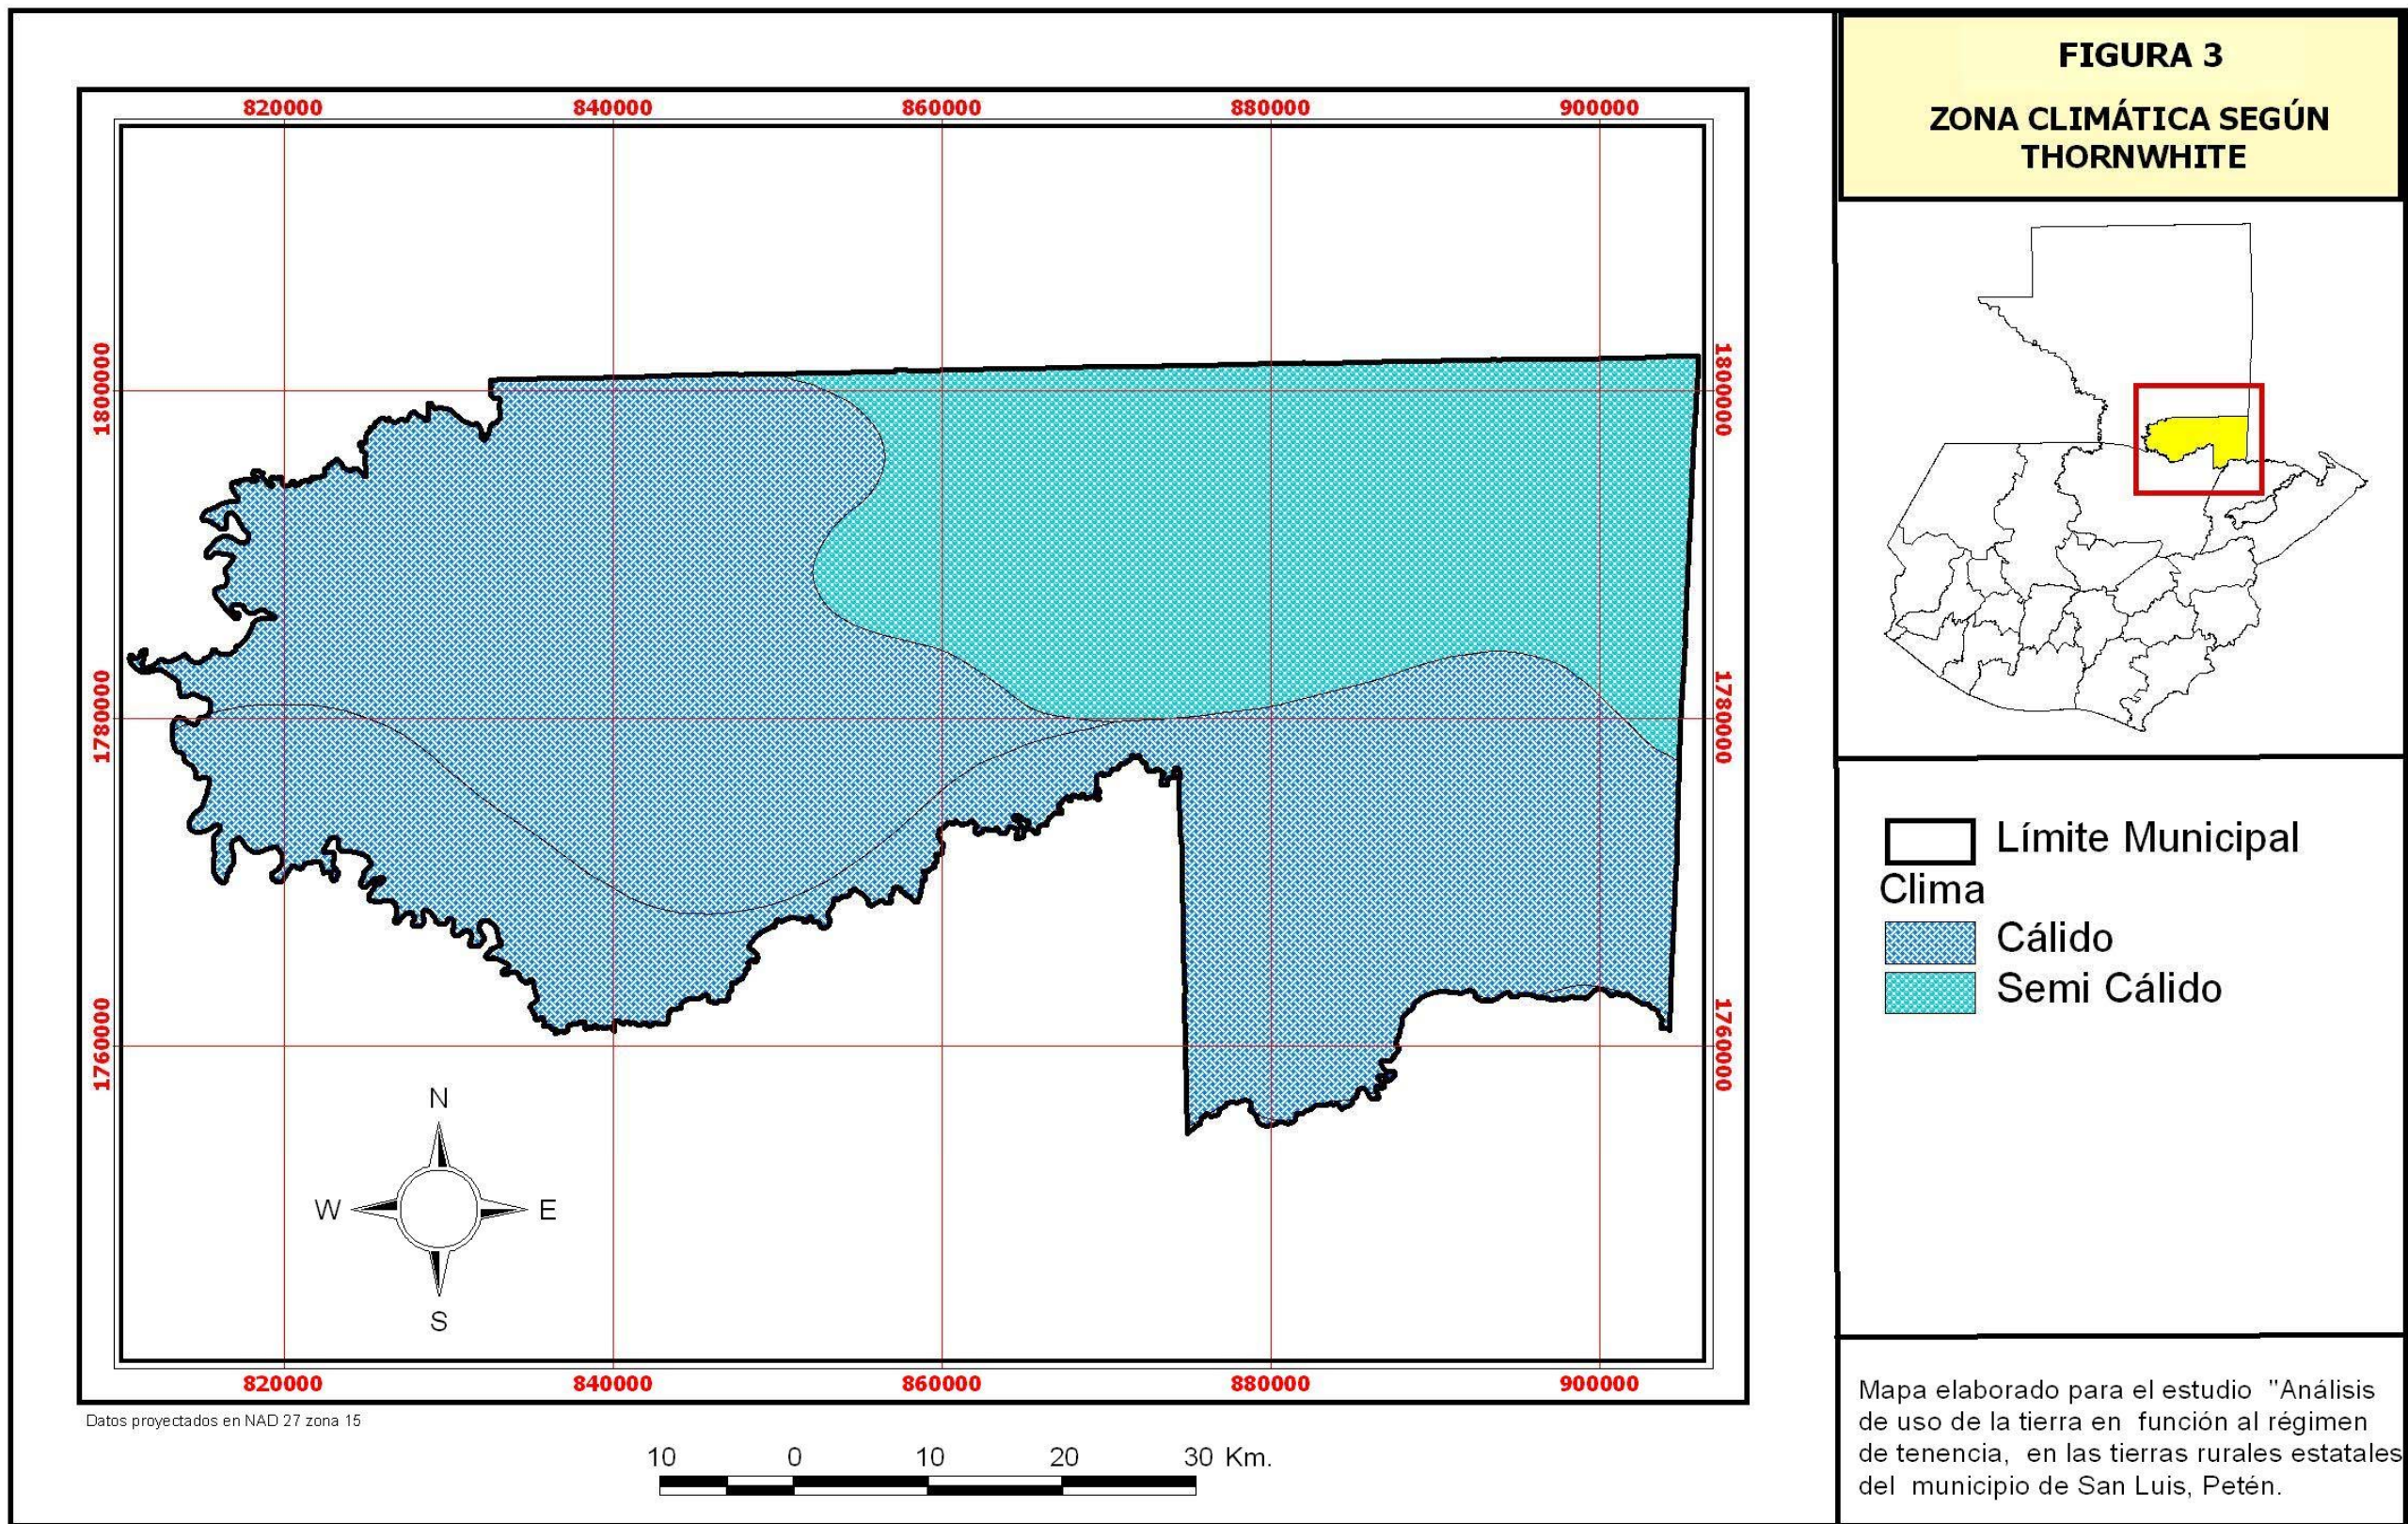 FIGURA 3
ZONA CLIMÁTICA SEGÚN
THORNWHITE
820000 840000 860000 880000 900000
1800000 1800000
1780000 1780000
1760000 1760000
N
W E
S
820000 840000 860000 880000 900000
Datos proyectados en NAD 27 zona 15
10 0 10 20 30 Km.
Límite Municipal
Clima
Cálido
Semi Cálido
Mapa elaborado para el estudio "Análisis
de uso de la tierra en función al régimen
de tenencia, en las tierras rurales estatales
del municipio de San Luis, Petén.